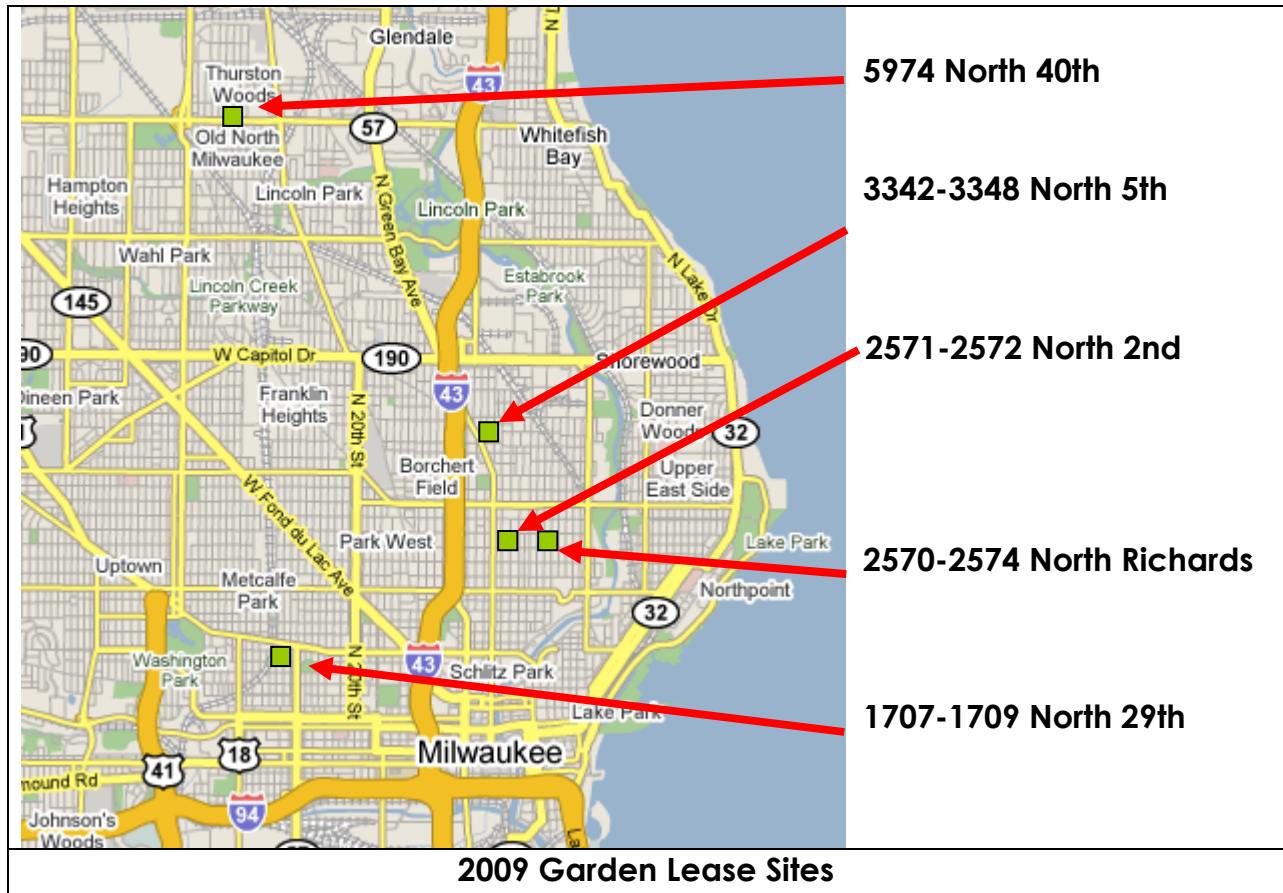 Glendale
Thurston
Woods
43
57
Old North
Milwaukee
Whitefish
Bay
Hampton
Heights
Lincoln Park
N Green Bay Ave
Lincoln Park
Wahl Park
N Lake Dr
Lincoln Creek
Parkway
Estabrook
Park
145
90
W Capitol Dr
190
Shorewood
Dineen Park
Franklin
Heights
N 20th St
43
Donner
Woods
32
Borchert
Field
Upper
East Side
W Fond du Lac Ave
Park West
Lake Park
Uptown
Metcalfe
Park
Northpoint
32
Washington
Park
N 20th St
43
Schlitz Park
Lake Park
Milwaukee
41
18
mound Rd
94
Johnson's
Woods
5974 North 40th
3342-3348 North 5th
2571-2572 North 2nd
2570-2574 North Richards
1707-1709 North 29th
2009 Garden Lease Sites